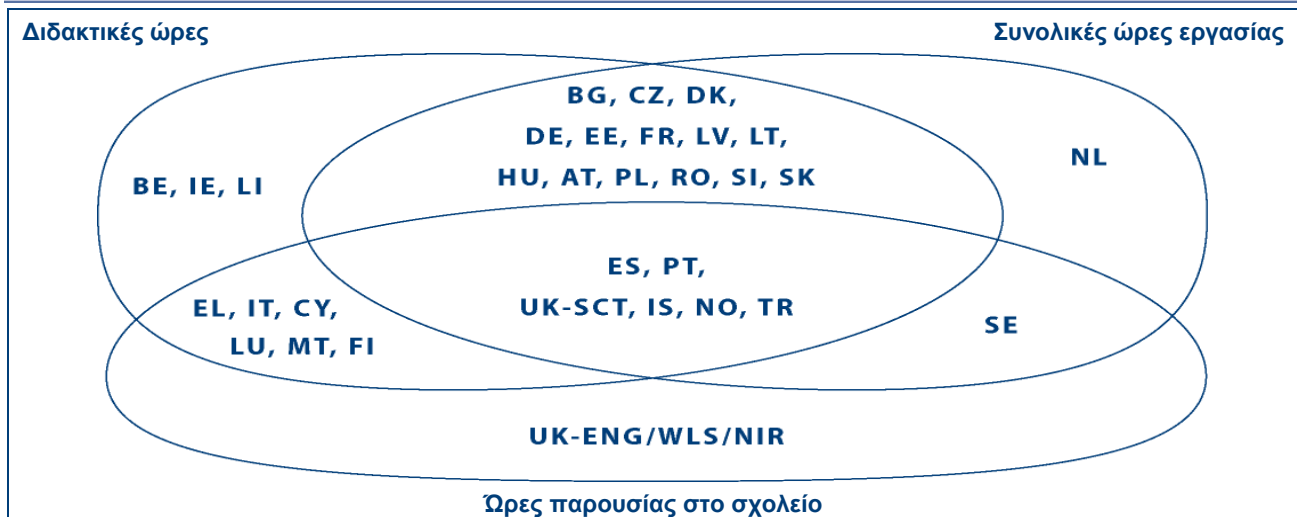 Διδακτικές ώρες
Συνολικές ώρες εργασίας
BG, CZ, DK,
DE, EE, FR, LV, LT,
HU, AT, PL, RO, SI, SK
BE, IE, LI
NL
ES, PT,
UK-SCT, IS, NO, TR
EL, IT, CY,
LU, MT, FI
SE
UK-ENG/WLS/NIR
Ώρες παρουσίας στο σχολείο